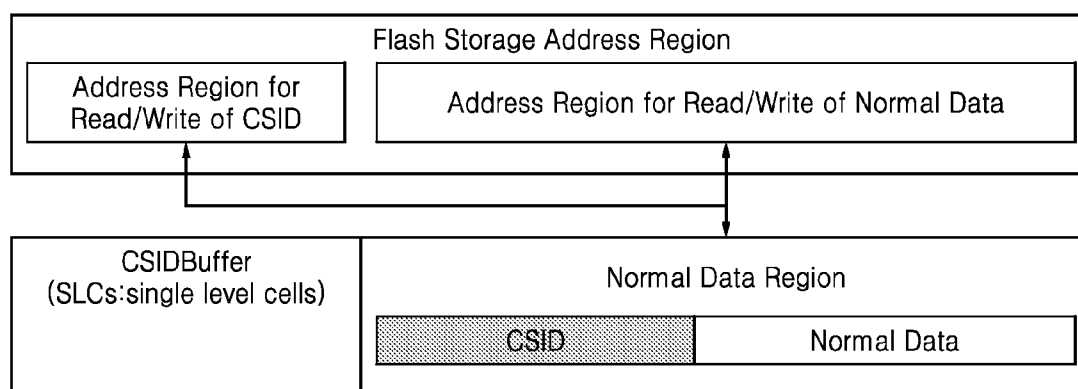 Flash Storage Address Region
Address Region for
Read/Write of CSID
Address Region for Read/Write of Normal Data
CSIDBuffer
(SLCs:single level cells)
Normal Data Region
CSID
Normal Data